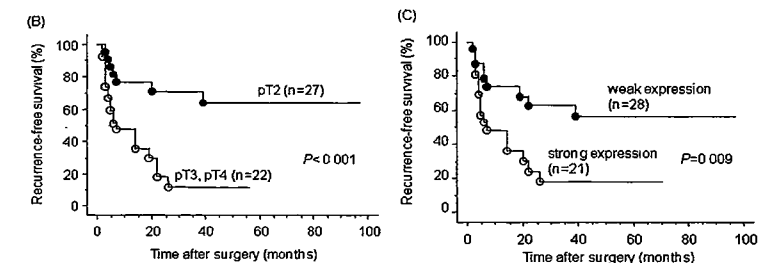 (B)
Recurrence-free survival (%)
100
80
60
40
20
0
pT2 (n=27)
P<0 001
pT3, pT4 (n=22)
0 20 40 60 80 100
Time after surgery (months)
(C)
Recurrence-free survival (%)
100
80
60
40
20
0
weak expression
(n=28)
strong expression
(n=21)
P=0 009
0 20 40 60 80 100
Time after surgery (months)